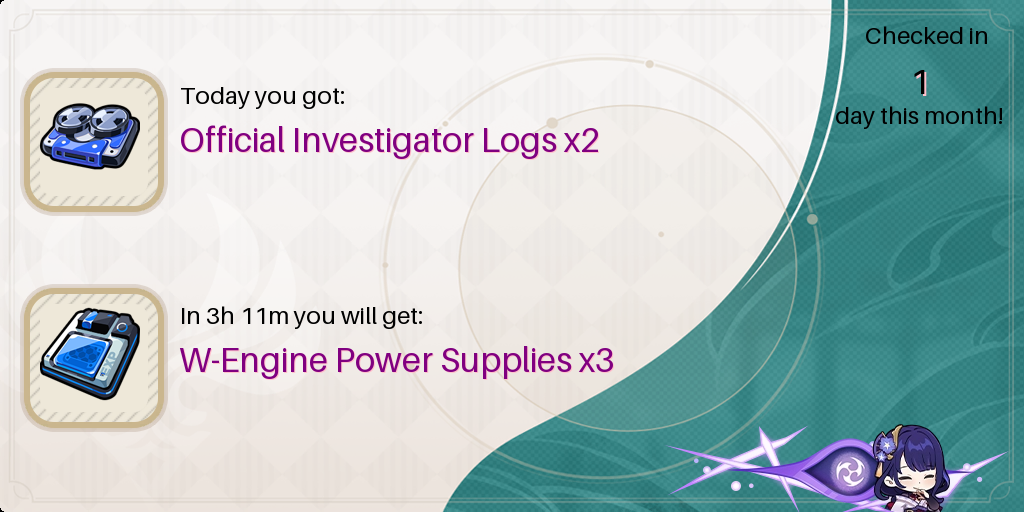 Checked in
1
day this month!
Today you got:
Official Investigator Logs x2
In 3h 11m you will get:
W-Engine Power Supplies x3